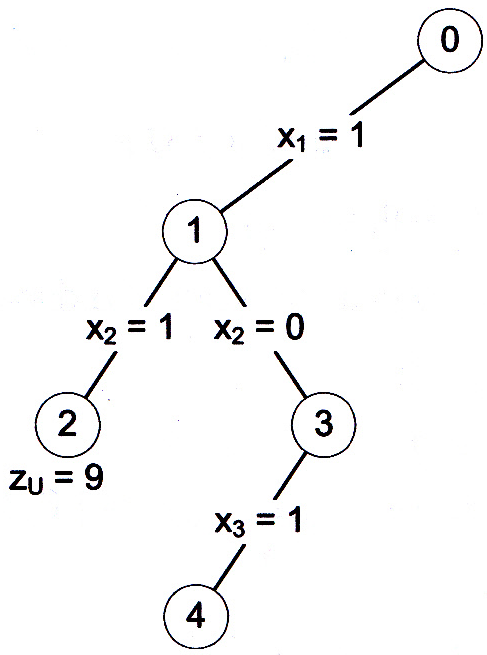 0
x₁ = 1
1
x₂ = 1 x₂ = 0
2 3
z_U = 9
x₃ = 1
4